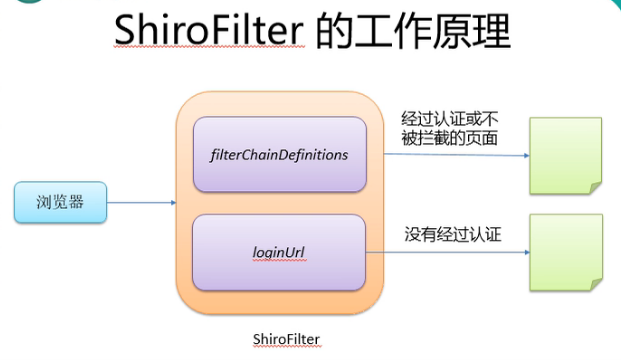 ShiroFilter 的工作原理
经过认证或不
被拦截的页面
filterChainDefinitions
浏览器
没有经过认证
loginUrl
ShiroFilter